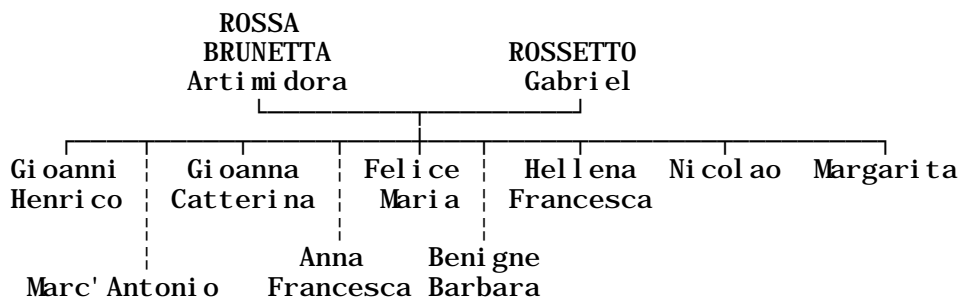 ROSSA
BRUNETTA ROSSETTO
Artimidora Gabriel
Gioanni Gioanna Felice Hellena Nicolao Margarita
Henrico Catterina Maria Francesca
Anna Benigne
Marc'Antonio Francesca Barbara